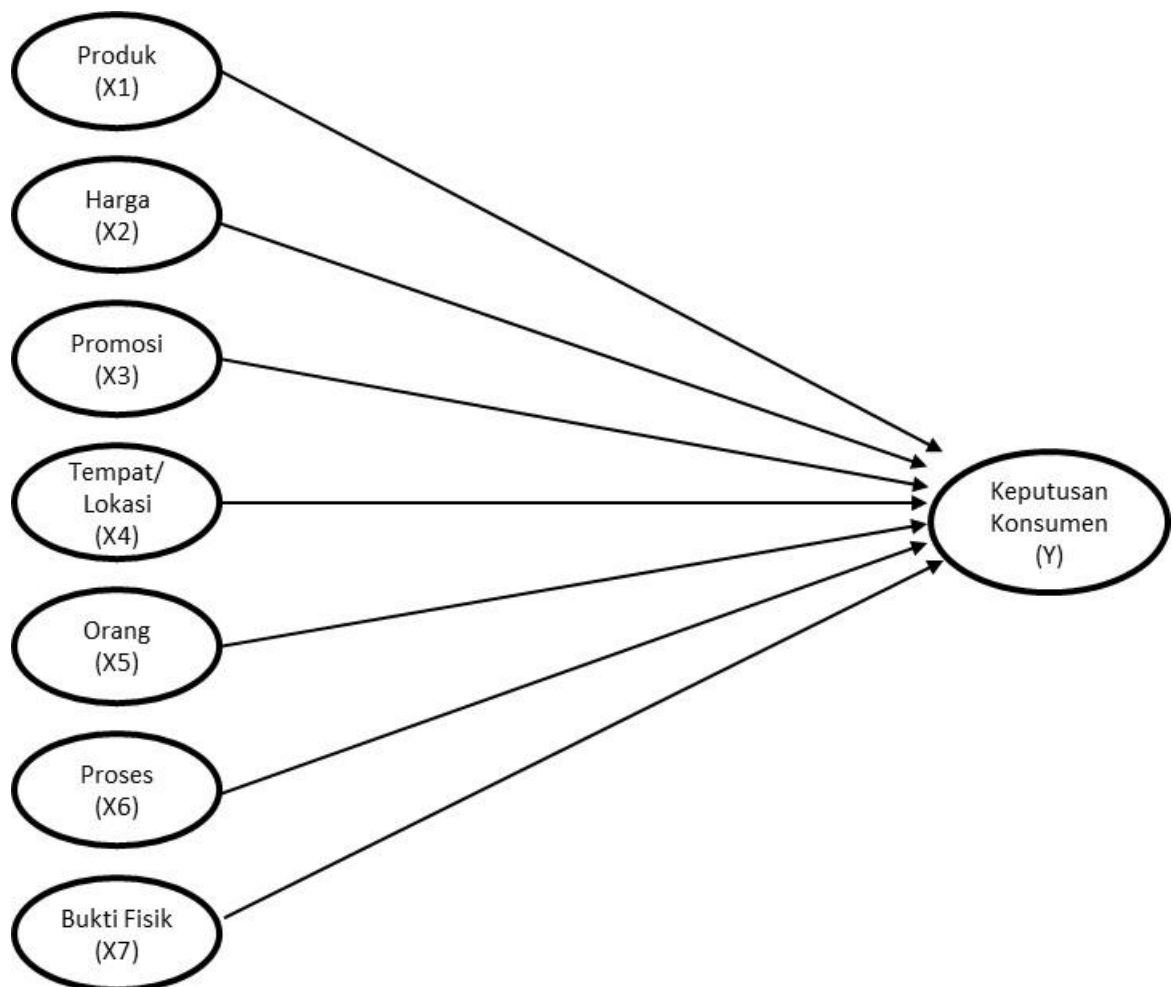 Produk
(X1)
Harga
(X2)
Promosi
(X3)
Tempat/
Lokasi
(X4)
Orang
(X5)
Proses
(X6)
Bukti Fisik
(X7)
Keputusan
Konsumen
(Y)